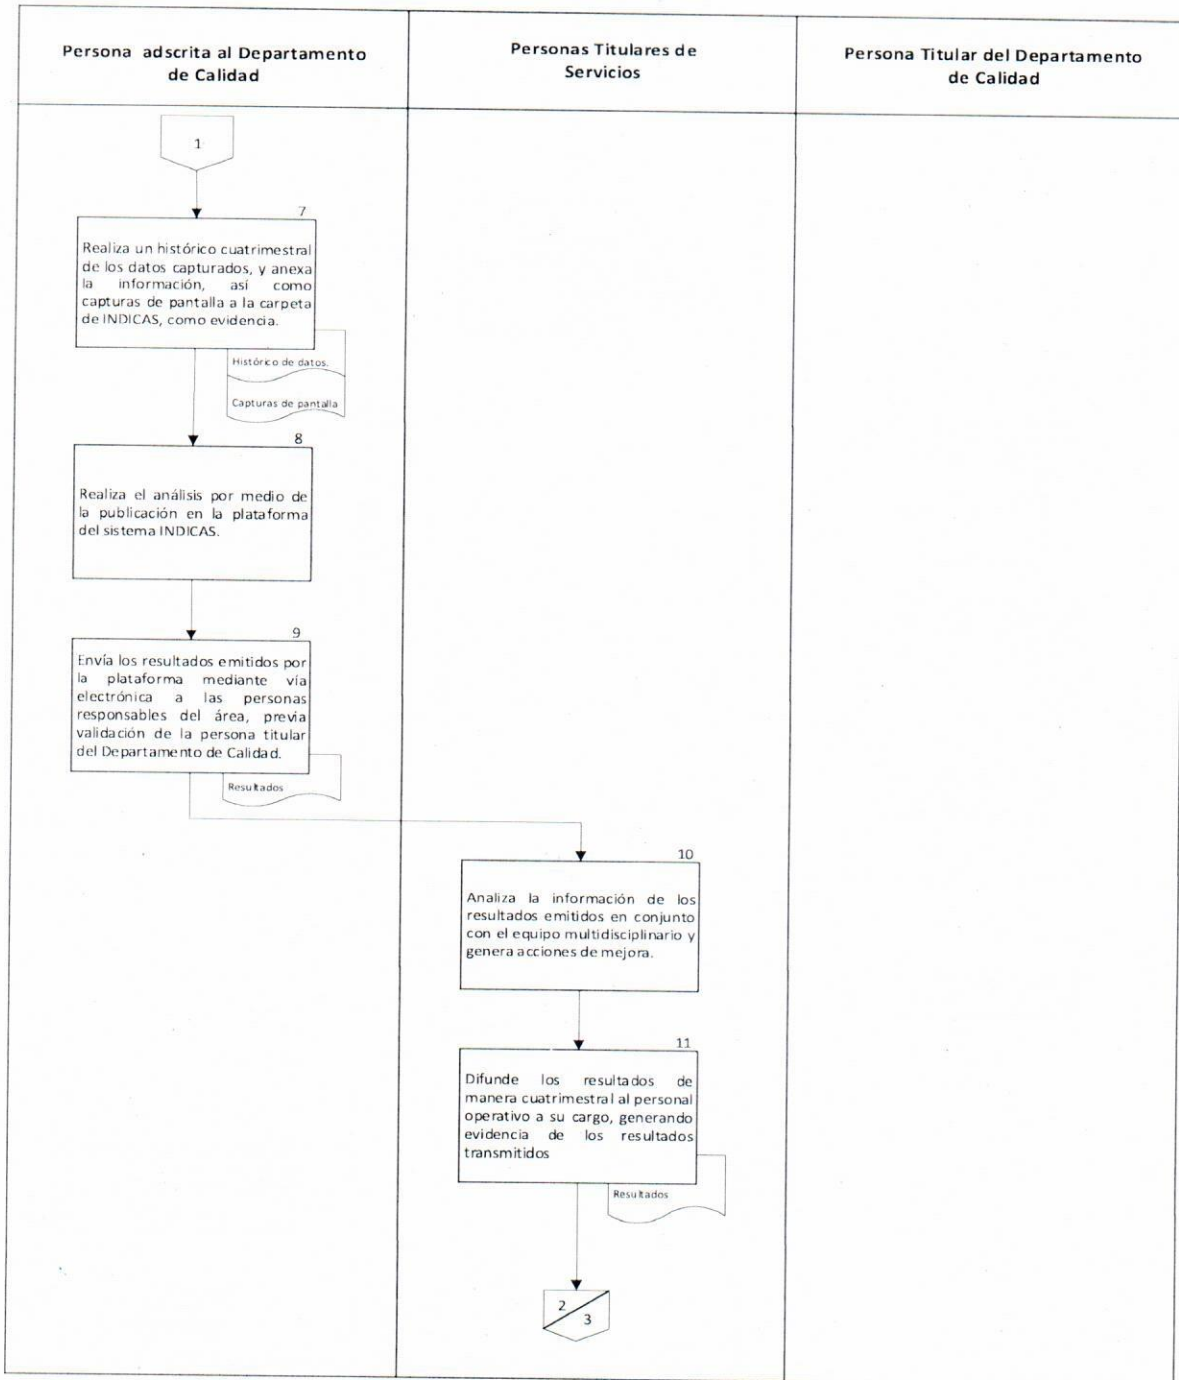 Persona adscrita al Departamento
de Calidad
Personas Titulares de
Servicios
Persona Titular del Departamento
de Calidad
1
7
Realiza un histórico cuatrimestral
de los datos capturados, y anexa
la información, así como
capturas de pantalla a la carpeta
de INDICAS, como evidencia.
Histórico de datos.
Capturas de pantalla
8
Realiza el análisis por medio de
la publicación en la plataforma
del sistema INDICAS.
9
Envía los resultados emitidos por
la plataforma mediante vía
electrónica a las personas
responsables del área, previa
validación de la persona titular
del Departamento de Calidad.
Resultados
10
Analiza la información de los
resultados emitidos en conjunto
con el equipo multidisciplinario y
genera acciones de mejora.
11
Difunde los resultados de
manera cuatrimestral al personal
operativo a su cargo, generando
evidencia de los resultados
transmitidos
Resultados
2
3